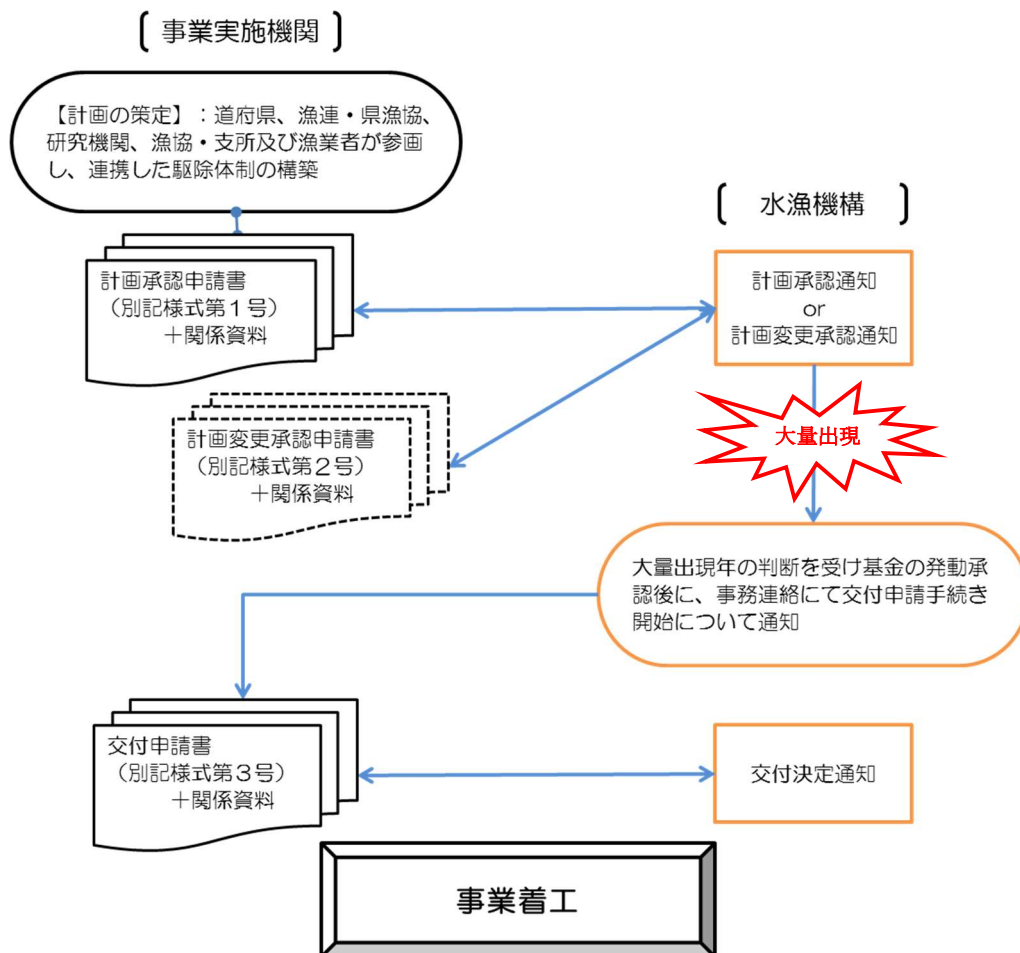 〔 事業実施機関 〕
【計画の策定】：道府県、漁連・県漁協、
研究機関、漁協・支所及び漁業者が参画
し、連携した駆除体制の構築
〔 水漁機構 〕
計画承認申請書
（別記様式第１号）
＋関係資料
計画承認通知
or
計画変更承認通知
計画変更承認申請書
（別記様式第２号）
＋関係資料
大量出現
大量出現年の判断を受け基金の発動承
認後に、事務連絡にて交付申請手続き
開始について通知
交付申請書
（別記様式第３号）
＋関係資料
交付決定通知
事業着工